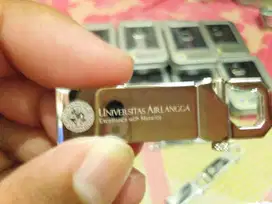 UNIVERSITAS AIRLANGGA
Excellence with Morality